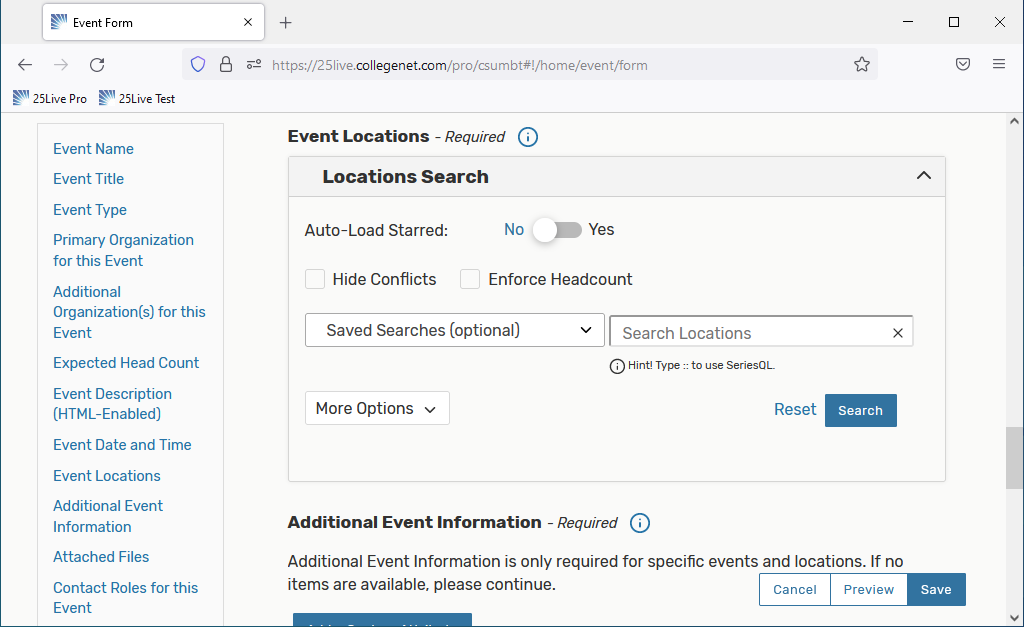 Event Form
https://25live.collegenet.com/pro/csumbt#!/home/event/form
25Live Pro 25Live Test
Event Name
Event Title
Event Type
Primary Organization
for this Event
Additional
Organization(s) for this
Event
Expected Head Count
Event Description
(HTML-Enabled)
Event Date and Time
Event Locations
Additional Event
Information
Attached Files
Contact Roles for this
Event
Event Locations - Required
Locations Search
Auto-Load Starred: No Yes
Hide Conflicts Enforce Headcount
Saved Searches (optional) Search Locations
Hint! Type :: to use SeriesQL.
More Options Reset Search
Additional Event Information - Required
Additional Event Information is only required for specific events and locations. If no
items are available, please continue.
Cancel Preview Save